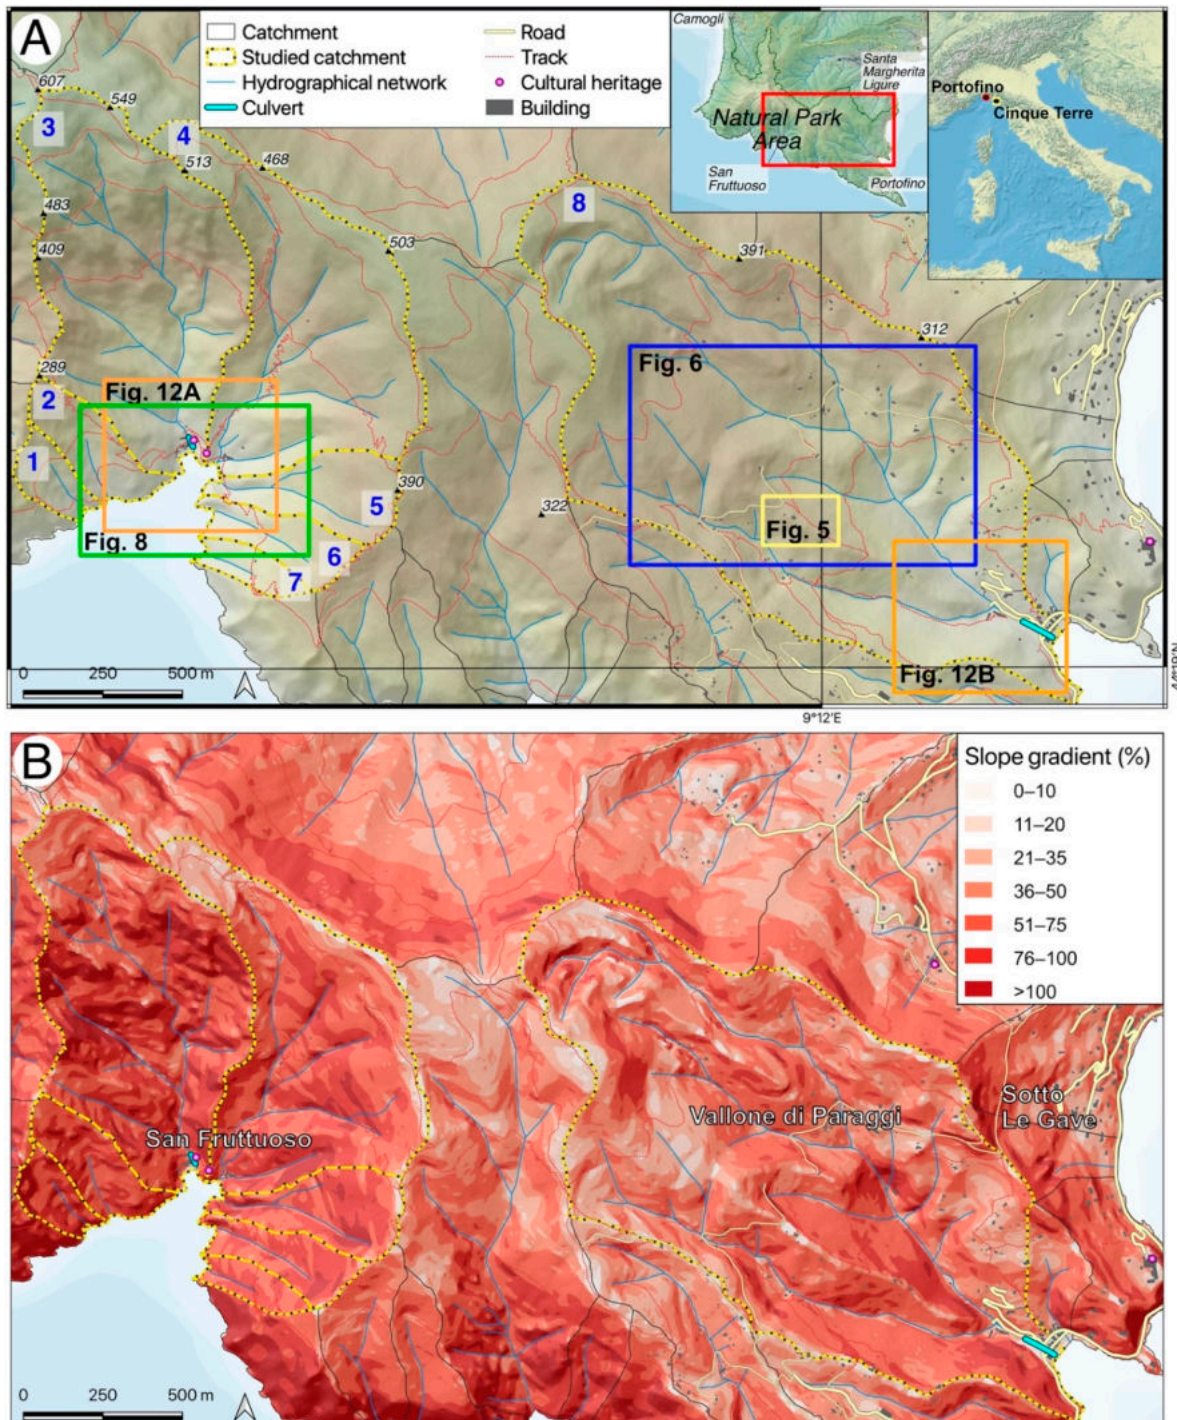 A
Catchment
Studied catchment
Hydrographical network
Culvert
Road
Track
Cultural heritage
Building
Camogli
Santa
Margherita
Ligure
Natural Park
Area
San
Fruttuoso
Portofino
Portofino
Cinque Terre
607
549
3
4
513
468
483
409
503
8
391
312
289
2
Fig. 12A
1
Fig. 8
5
390
6
7
322
Fig. 6
Fig. 5
Fig. 12B
0 250 500 m
9°12'E
44°19'N
B
Slope gradient (%)
0–10
11–20
21–35
36–50
51–75
76–100
>100
San Fruttuoso
Vallone di Paraggi
Sotto
Le Gave
0 250 500 m